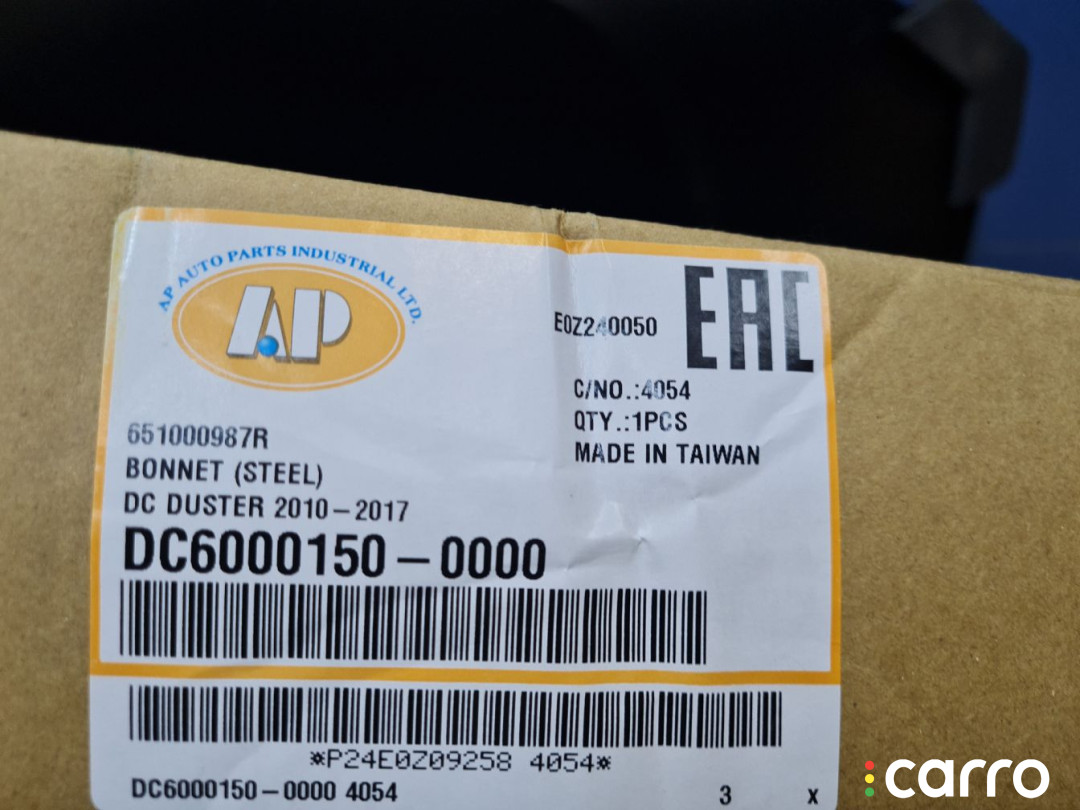 AP AUTO PARTS INDUSTRIAL LTD.
AP
E0Z240050
EAC
C/NO.:4054
QTY.:1PCS
MADE IN TAIWAN
651000987R
BONNET (STEEL)
DC DUSTER 2010-2017
DC6000150-0000
*P24E0Z09258 4054*
DC6000150-0000 4054
3 x
carro